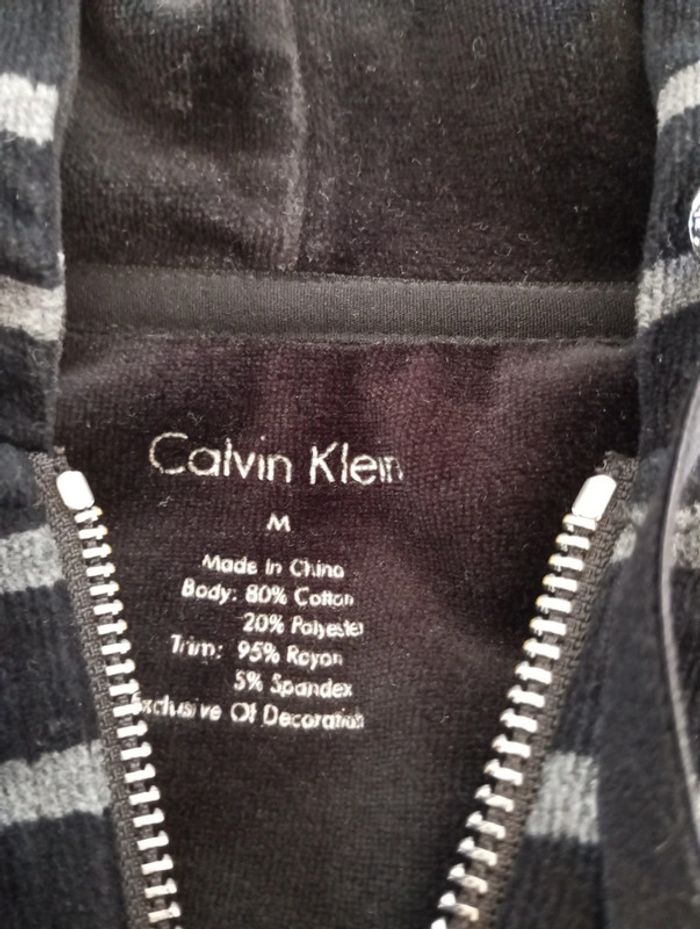 Calvin Klein
M
Made In China
Body: 80% Cotton
20% Polyester
Trim: 95% Rayon
5% Spandex
Exclusive Of Decoration